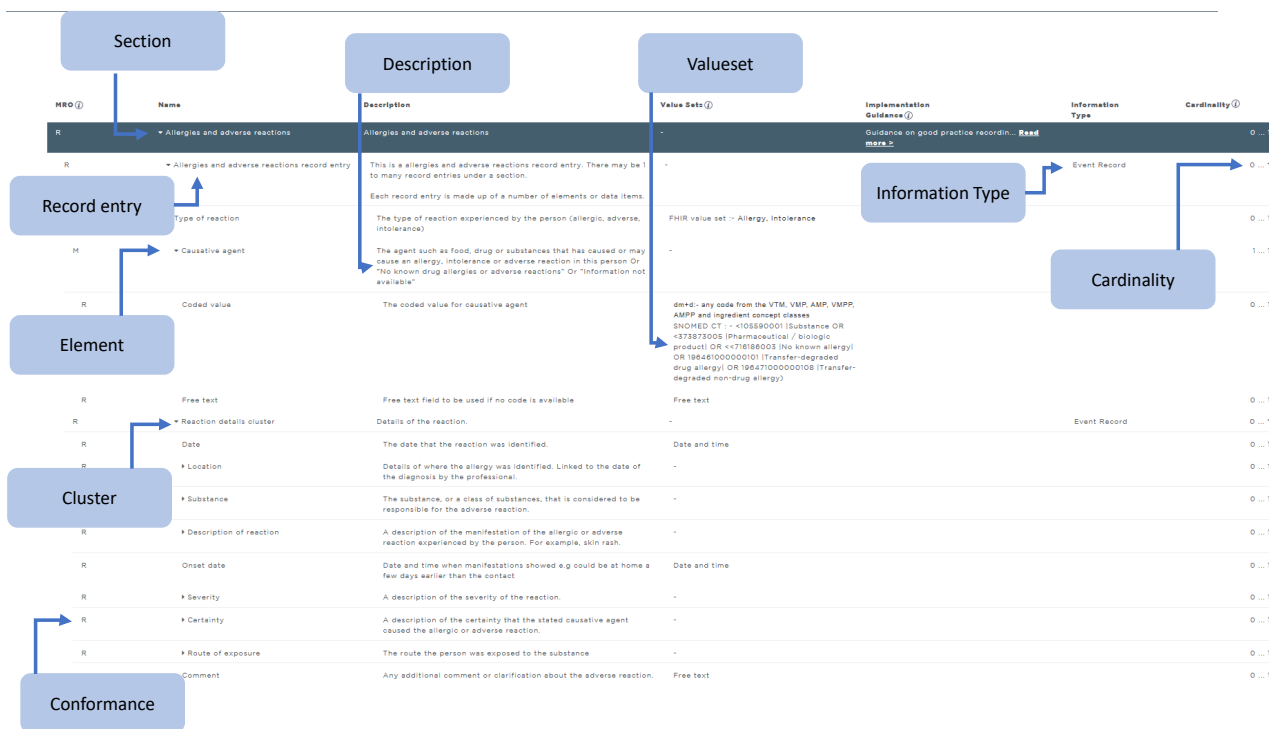 Section
Description
Valueset
MRO Name Description Value Sets Implementation Guidance Information Type Cardinality
R Allergies and adverse reactions Allergies and adverse reactions - Guidance on good practice recordin... Read more > 0 ...
R Allergies and adverse reactions record entry This is a allergies and adverse reactions record entry. There may be 1 - Event Record 0 ...
to many record entries under a section.
Each record entry is made up of a number of elements or data items.
Record entry
Information Type
Type of reaction The type of reaction experienced by the person (allergic, adverse, FHIR value set :- Allergy, Intolerance 0 ...
intolerance)
M Causative agent The agent such as food, drug or substances that has caused or may - 1 ...
cause an allergy, intolerance or adverse reaction in this person Or
"No known drug allergies or adverse reactions" Or "Information not
available"
Cardinality
R Coded value The coded value for causative agent dm+d:- any code from the VTM, VMP, AMP, VMPP, 0 ...
AMPP and ingredient concept classes
SNOMED CT : - <105590001 |Substance OR
<373873005 |Pharmaceutical / biologic
product| OR <<716186003 |No known allergy|
OR 196461000000101 |Transfer-degraded
drug allergy| OR 196471000000108 |Transfer-
degraded non-drug allergy)
Element
R Free text Free text field to be used if no code is available Free text 0 ...
R Reaction details cluster Details of the reaction. - Event Record 0 ...
R Date The date that the reaction was identified. Date and time 0 ...
Location Details of where the allergy was identified. Linked to the date of - 0 ...
the diagnosis by the professional.
Cluster
Substance The substance, or a class of substances, that is considered to be - 0 ...
responsible for the adverse reaction.
R Description of reaction A description of the manifestation of the allergic or adverse - 0 ...
reaction experienced by the person. For example, skin rash.
R Onset date Date and time when manifestations showed e.g could be at home a Date and time 0 ...
few days earlier than the contact
R Severity A description of the severity of the reaction. - 0 ...
R Certainty A description of the certainty that the stated causative agent - 0 ...
caused the allergic or adverse reaction.
R Route of exposure The route the person was exposed to the substance - 0 ...
Comment Any additional comment or clarification about the adverse reaction. Free text 0 ...
Conformance